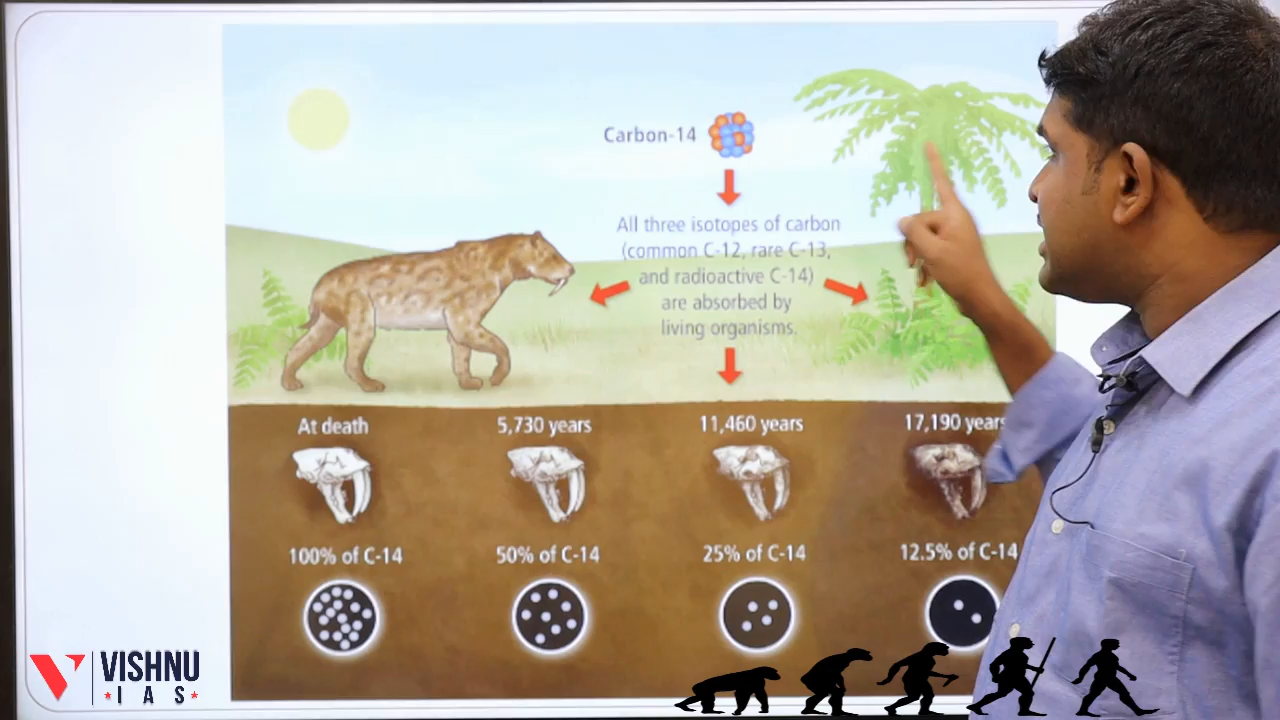 Carbon-14
All three isotopes of carbon
(common C-12, rare C-13,
and radioactive C-14)
are absorbed by
living organisms.
At death
5,730 years
11,460 years
17,190 years
100% of C-14
50% of C-14
25% of C-14
12.5% of C-14
VISHNU
IAS